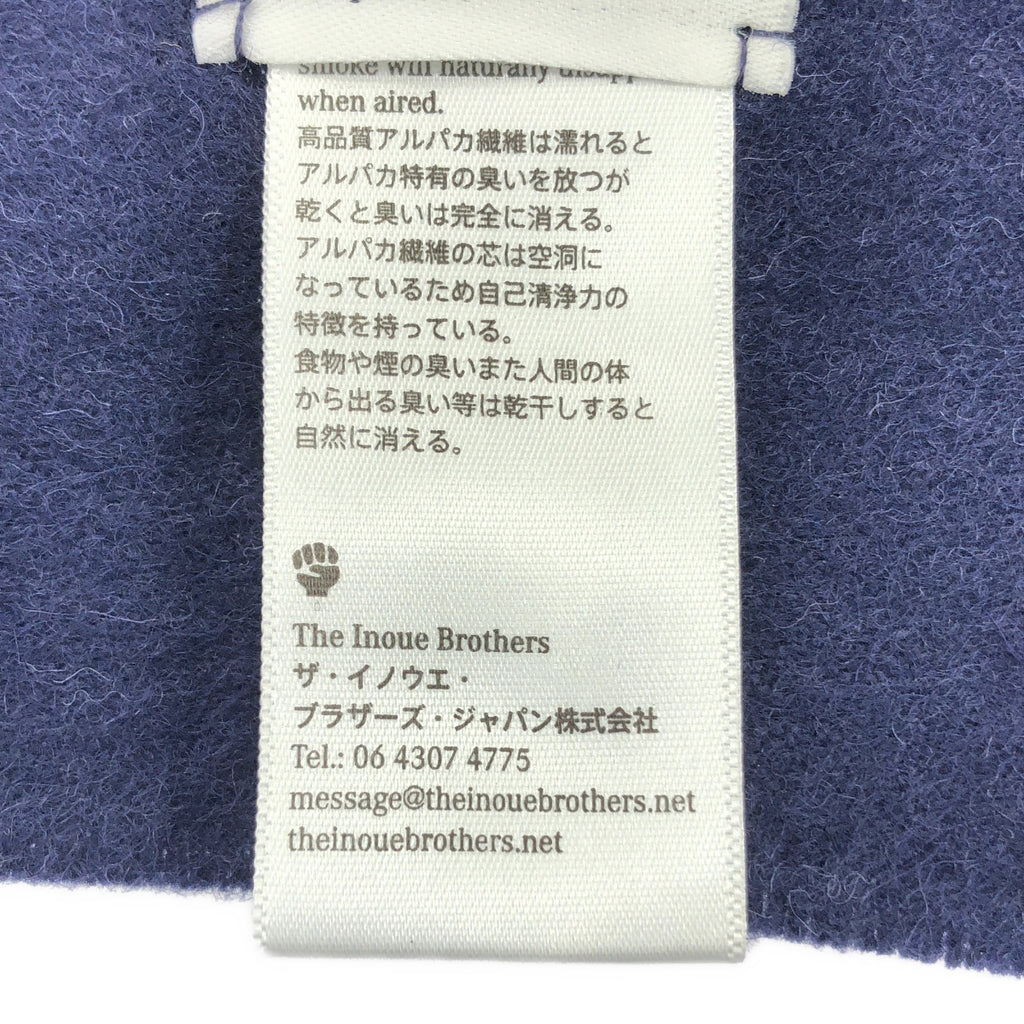 smoke will naturally
when aired.
高品質アルパカ繊維は濡れると
アルパカ特有の臭いを放つが
乾くと臭いは完全に消える。
アルパカ繊維の芯は空洞に
なっているため自己清浄力の
特徴を持っている。
食物や煙の臭いまた人間の体
から出る臭い等は乾干しすると
自然に消える。
The Inoue Brothers
ザ・イノウエ・
ブラザーズ・ジャパン株式会社
Tel.: 06 4307 4775
message@theinouebrothers.net
theinouebrothers.net